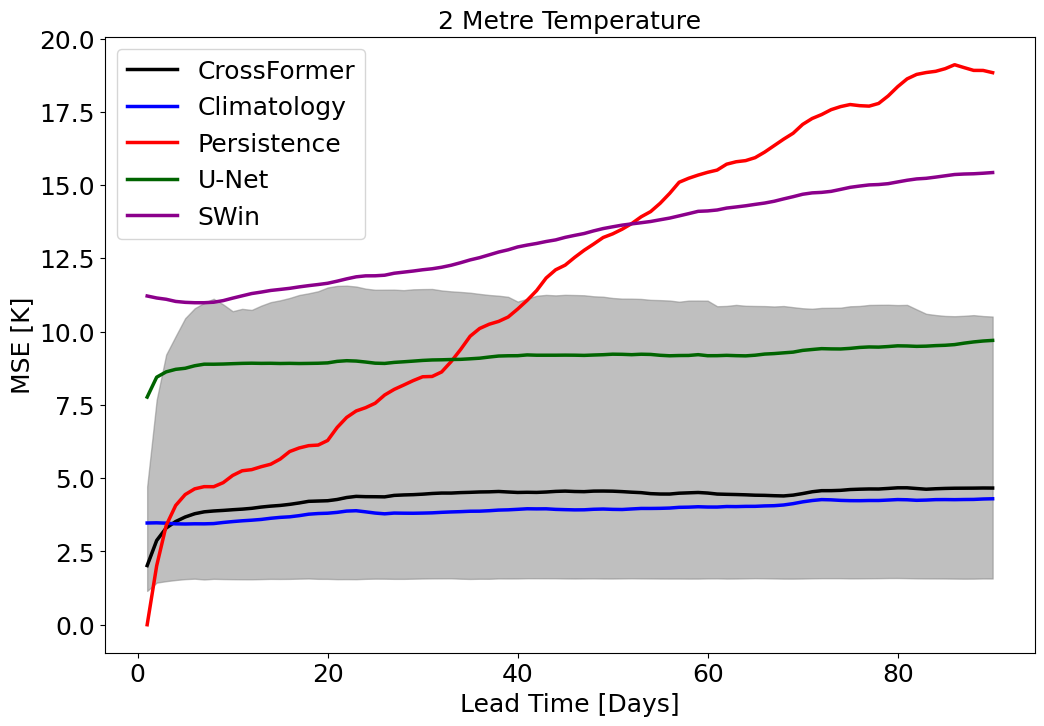 2 Metre Temperature
CrossFormer
Climatology
Persistence
U-Net
SWin
MSE [K]
20.0
17.5
15.0
12.5
10.0
7.5
5.0
2.5
0.0
0 20 40 60 80
Lead Time [Days]